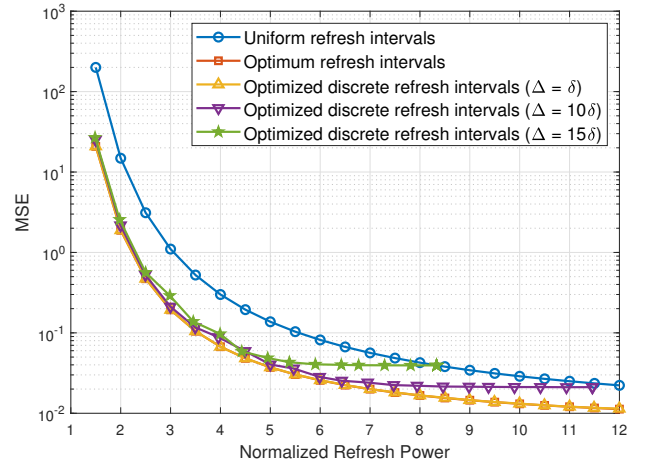 10^3
10^2
10^1
10^0
10^-1
10^-2
MSE
Uniform refresh intervals
Optimum refresh intervals
Optimized discrete refresh intervals (Δ = δ)
Optimized discrete refresh intervals (Δ = 10δ)
Optimized discrete refresh intervals (Δ = 15δ)
1 2 3 4 5 6 7 8 9 10 11 12
Normalized Refresh Power